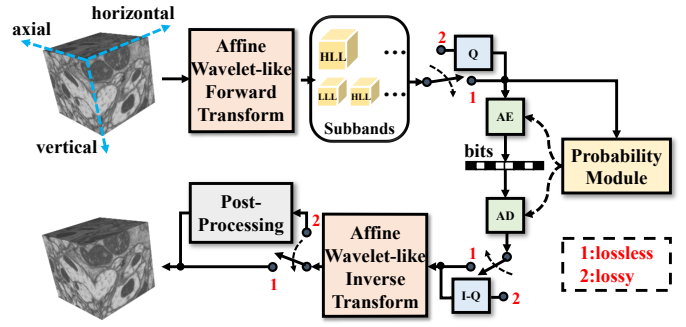 horizontal
axial
vertical
Affine
Wavelet-like
Forward
Transform
HLL
LLL
HLL
Subbands
2
Q
1
AE
bits
Probability
Module
AD
Post-
Processing
2
1
Affine
Wavelet-like
Inverse
Transform
1
I-Q
2
1:lossless
2:lossy